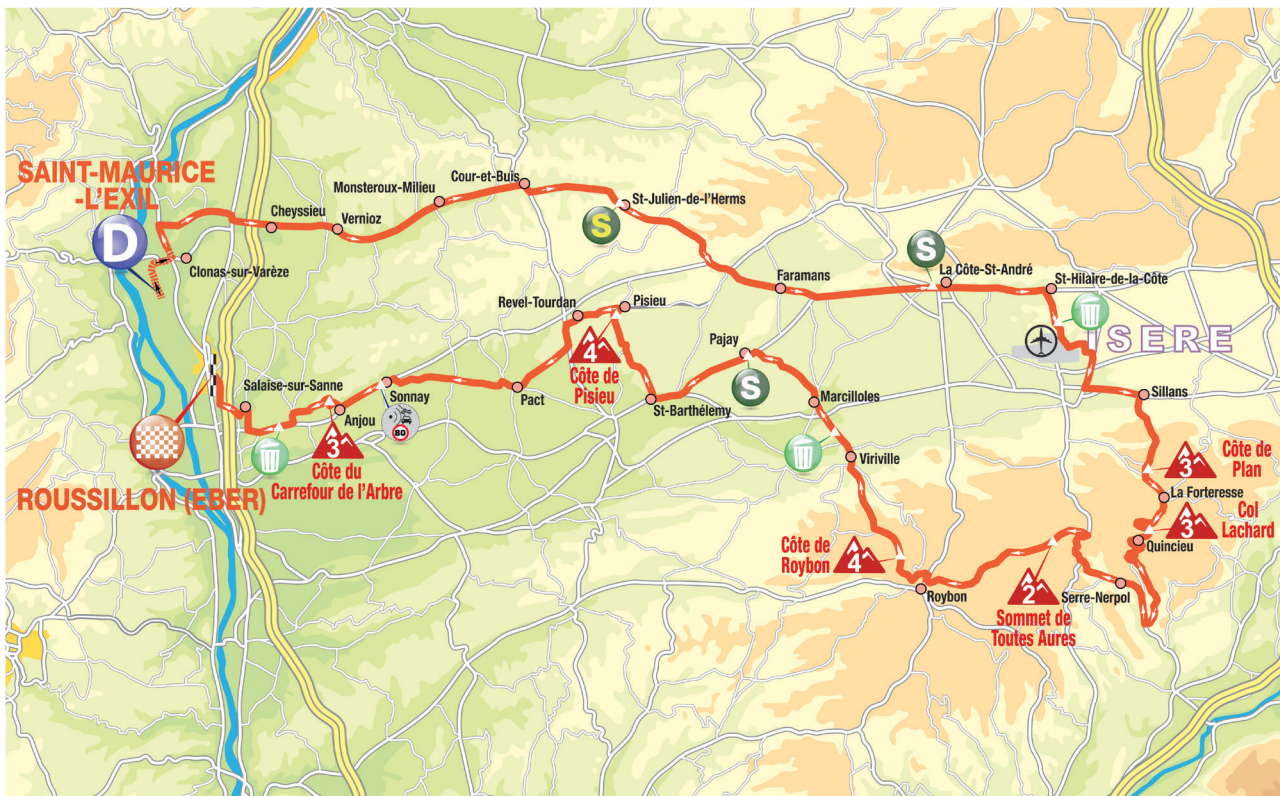 SAINT-MAURICE
-L'EXIL
D
Clonas-sur-Varèze
Cheyssieu
Vernioz
Monsteroux-Milieu
Cour-et-Buis
St-Julien-de-l'Herms
S
Faramans
S
La Côte-St-André
St-Hilaire-de-la-Côte
ISERE
Sillans
3
Côte de
Plan
La Forteresse
3
Col
Lachard
Quincieu
Serre-Nerpol
2
Sommet de
Toutes Aures
Roybon
Côte de
Roybon
4
Viriville
Marcilloles
Pajay
S
St-Barthélemy
Pisieu
4
Côte de
Pisieu
Revel-Tourdan
Pact
Sonnay
80
Anjou
3
Côte du
Carrefour de l'Arbre
Salaise-sur-Sanne
ROUSSILLON (EBER)